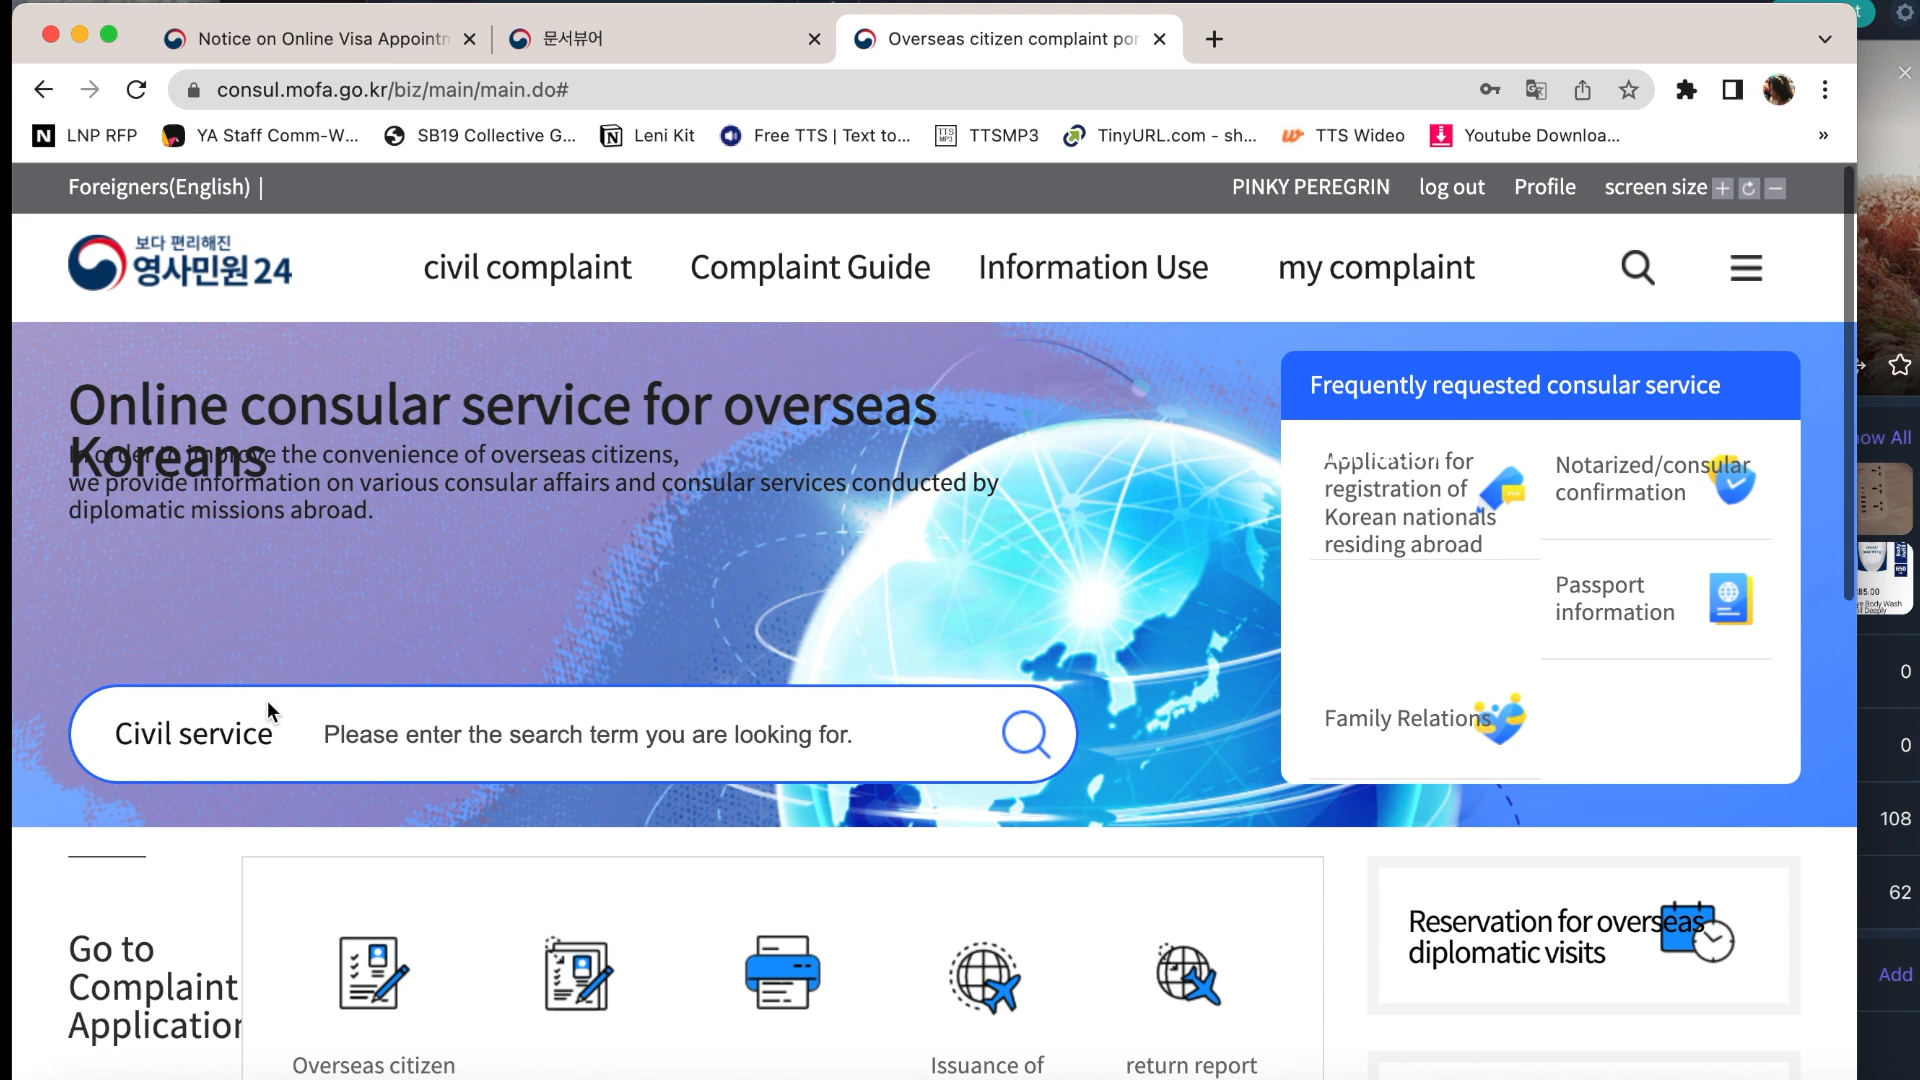 Notice on Online Visa Appointm
문서뷰어
Overseas citizen complaint por
consul.mofa.go.kr/biz/main/main.do#
LNP RFP
YA Staff Comm-W...
SB19 Collective G...
Leni Kit
Free TTS | Text to...
TTSMP3
TinyURL.com - sh...
TTS Wideo
Youtube Downloa...
»
Foreigners(English) |
PINKY PEREGRIN
log out
Profile
screen size
보다 편리해진
영사민원 24
civil complaint
Complaint Guide
Information Use
my complaint
Online consular service for overseas
Koreans
In order to improve the convenience of overseas citizens,
we provide information on various consular affairs and consular services conducted by
diplomatic missions abroad.
Civil service
Please enter the search term you are looking for.
Frequently requested consular service
Application for
registration of
Korean nationals
residing abroad
Notarized/consular
confirmation
Passport
information
Family Relations
Go to
Complaint
Application
Overseas citizen
Issuance of
return report
Reservation for overseas
diplomatic visits
ow All
85.00
0
0
108
62
Add